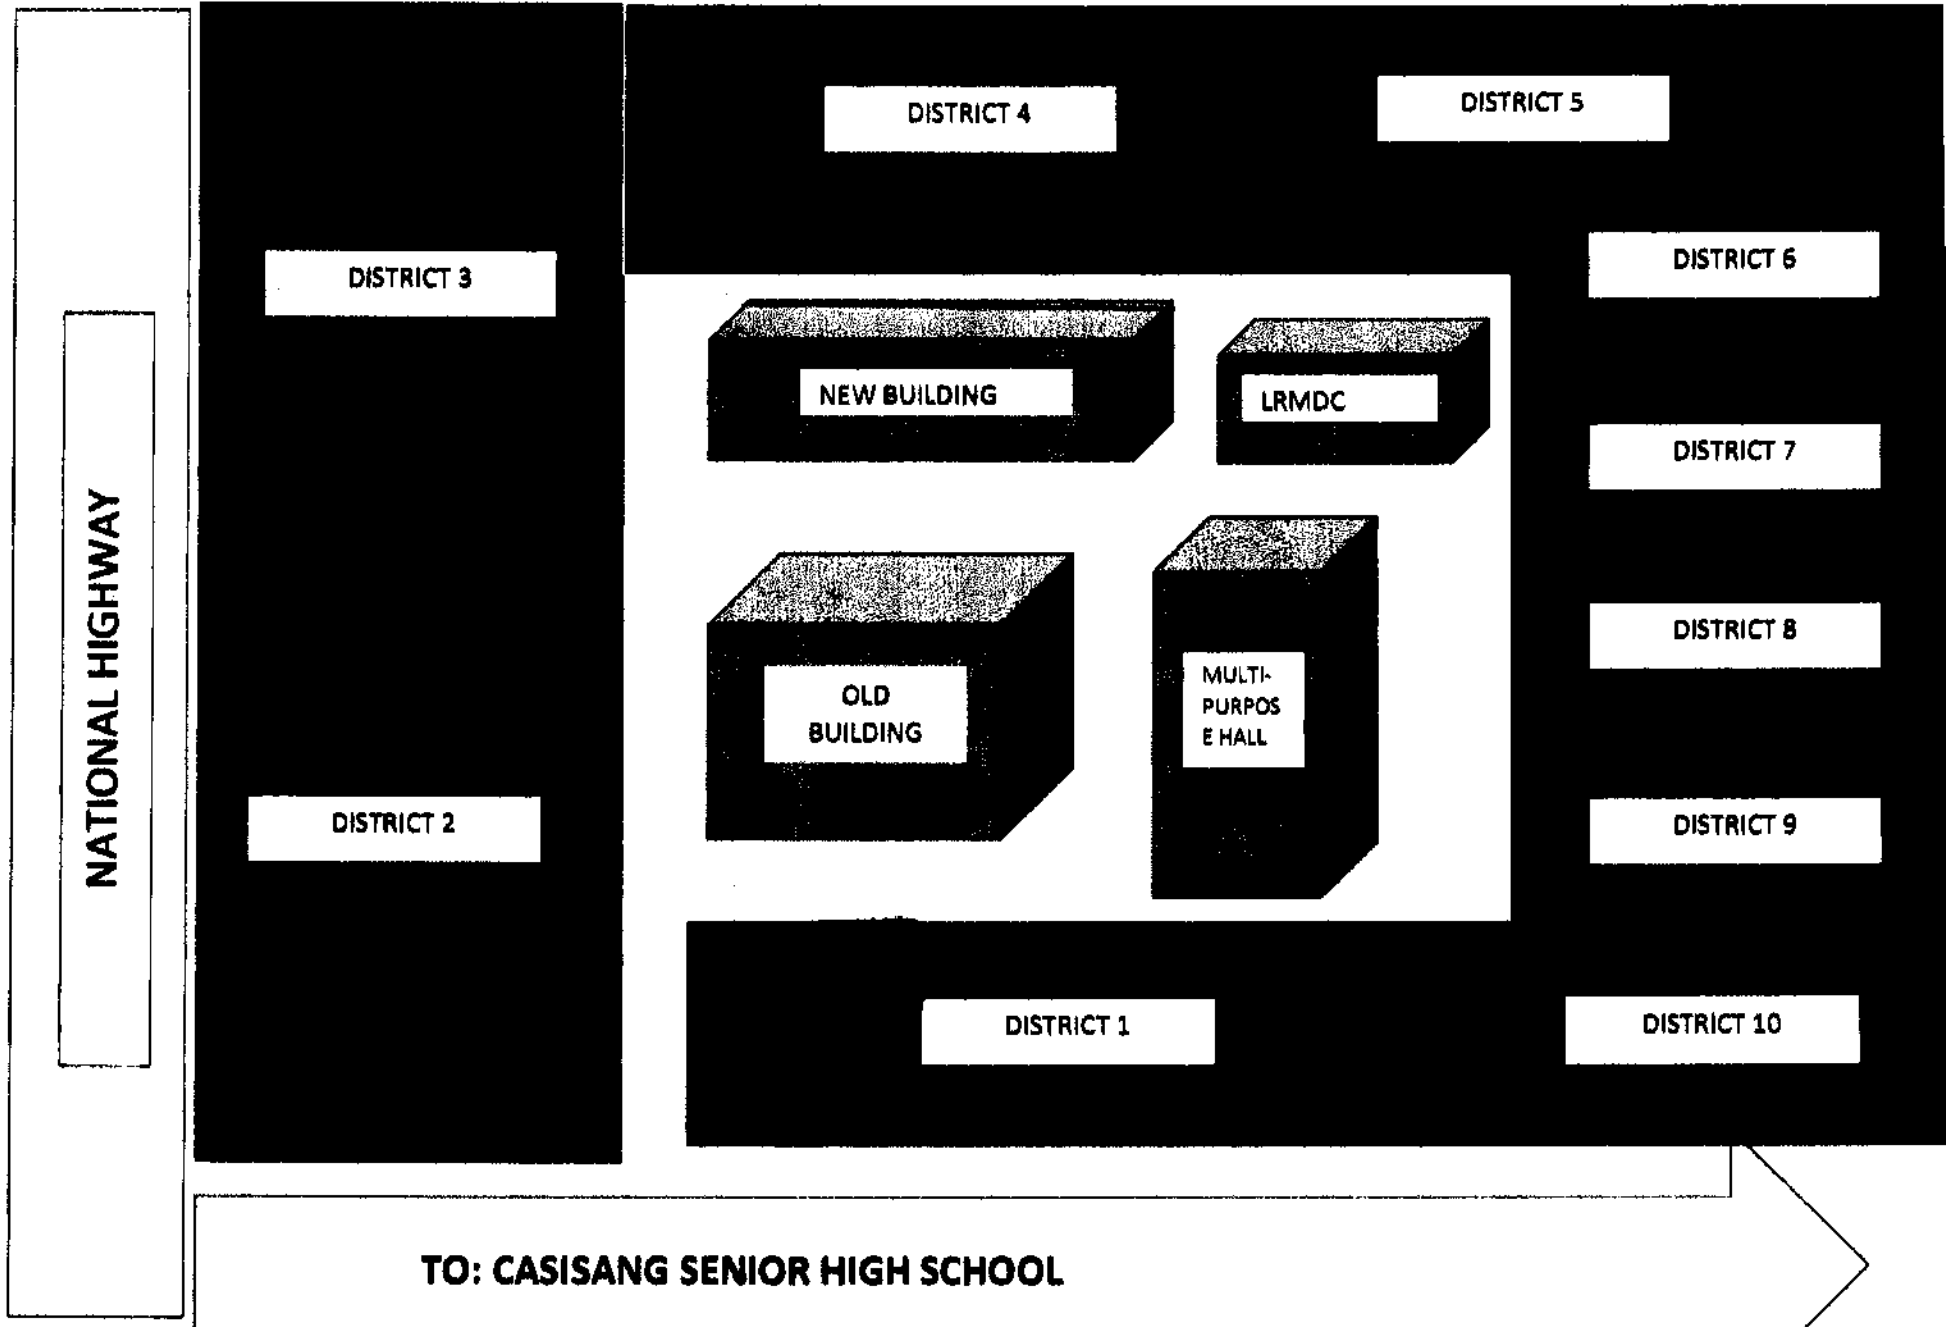 DISTRICT 4
DISTRICT 5
DISTRICT 3
DISTRICT 6
NEW BUILDING
LRMDC
DISTRICT 7
NATIONAL HIGHWAY
DISTRICT 8
OLD
BUILDING
MULTI-
PURPOS
E HALL
DISTRICT 2
DISTRICT 9
DISTRICT 1
DISTRICT 10
TO: CASISANG SENIOR HIGH SCHOOL